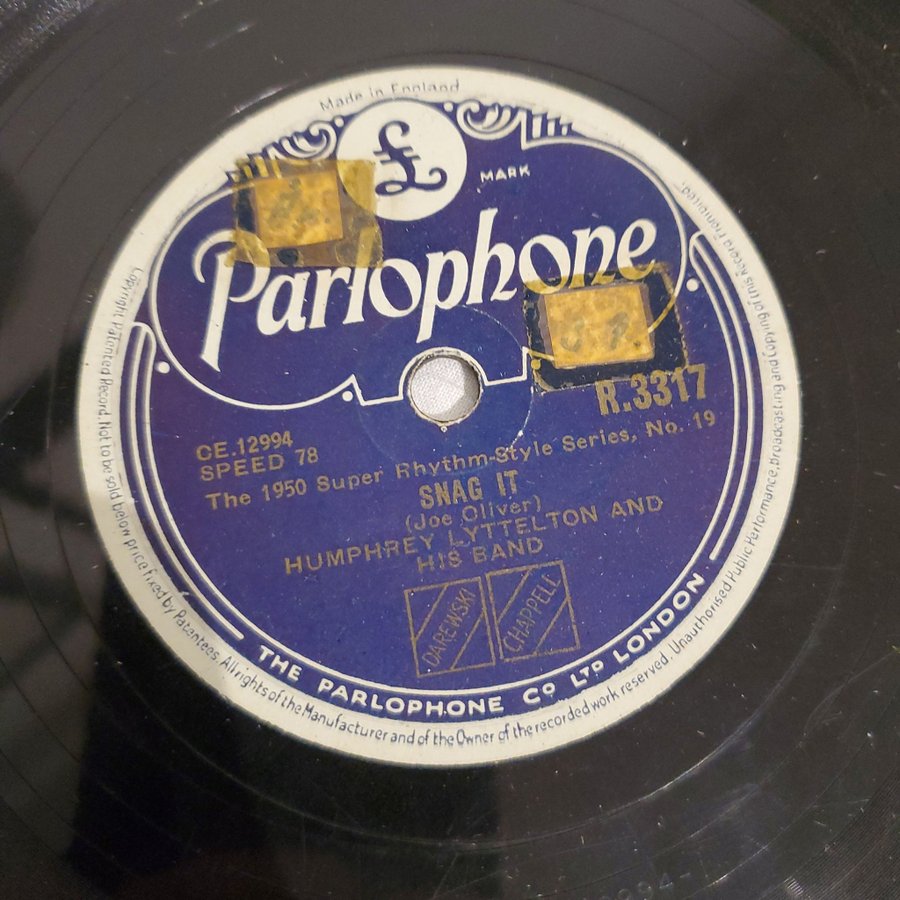 Made in England
£
MARK
Parlophone
R.3317
CE.12994
SPEED 78
The 1950 Super Rhythm-Style Series, No. 19
SNAG IT
(Joe Oliver)
HUMPHREY LYTTELTON AND
HIS BAND
DAREWSKI
CHAPPELL
THE PARLOPHONE CO LTD LONDON
Copyright Patented Record. Not to be sold below price fixed by Patentees. All rights of the Manufacturer and of the Owner of the recorded work reserved. Unauthorised Public Performance, broadcasting and Copying of this Record Prohibited.